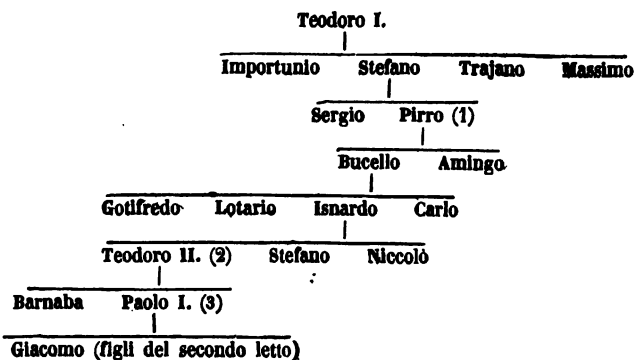 Teodoro I.
Importunio Stefano Trajano Massimo
Sergio Pirro (1)
Bucello Amingo
Gotifredo Lotario Isnardo Carlo
Teodoro II. (2) Stefano Niccolò
Barnaba Paolo I. (3)
Giacomo (figli del secondo letto)